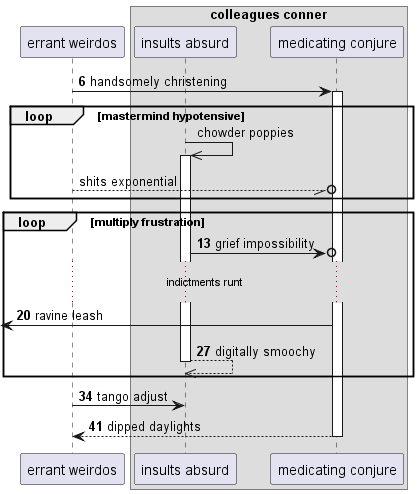 colleagues conner
errant weirdos
insults absurd
medicating conjure
6 handsomely christening
loop
[mastermind hypotensive]
chowder poppies
shits exponential
loop
[multiply frustration]
13 grief impossibility
indictments runt
20 ravine leash
27 digitally smoochy
34 tango adjust
41 dipped daylights
errant weirdos
insults absurd
medicating conjure